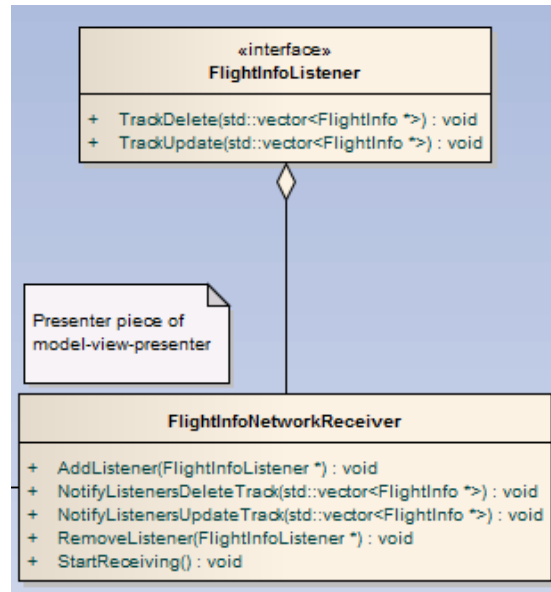 «interface»
FlightInfoListener
+ TrackDelete(std::vector<FlightInfo *>) : void
+ TrackUpdate(std::vector<FlightInfo *>) : void
Presenter piece of
model-view-presenter
FlightInfoNetworkReceiver
+ AddListener(FlightInfoListener *) : void
+ NotifyListenersDeleteTrack(std::vector<FlightInfo *>) : void
+ NotifyListenersUpdateTrack(std::vector<FlightInfo *>) : void
+ RemoveListener(FlightInfoListener *) : void
+ StartReceiving() : void